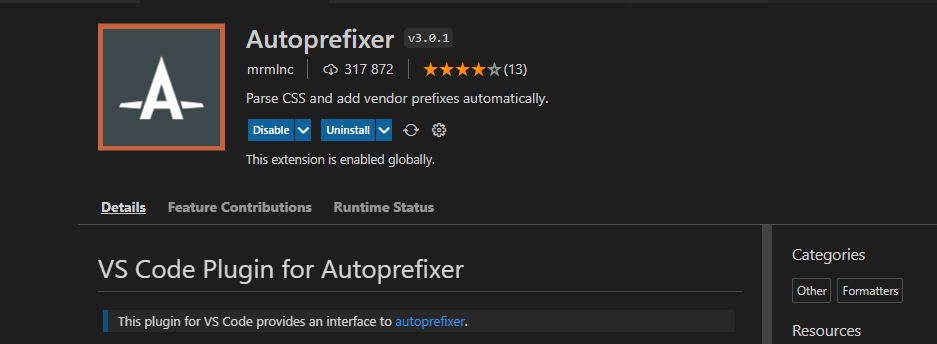 Autoprefixer v3.0.1
mrmlnc 317 872 (13)
Parse CSS and add vendor prefixes automatically.
Disable Uninstall
This extension is enabled globally.
Details Feature Contributions Runtime Status
VS Code Plugin for Autoprefixer
This plugin for VS Code provides an interface to autoprefixer.
Categories
Other Formatters
Resources